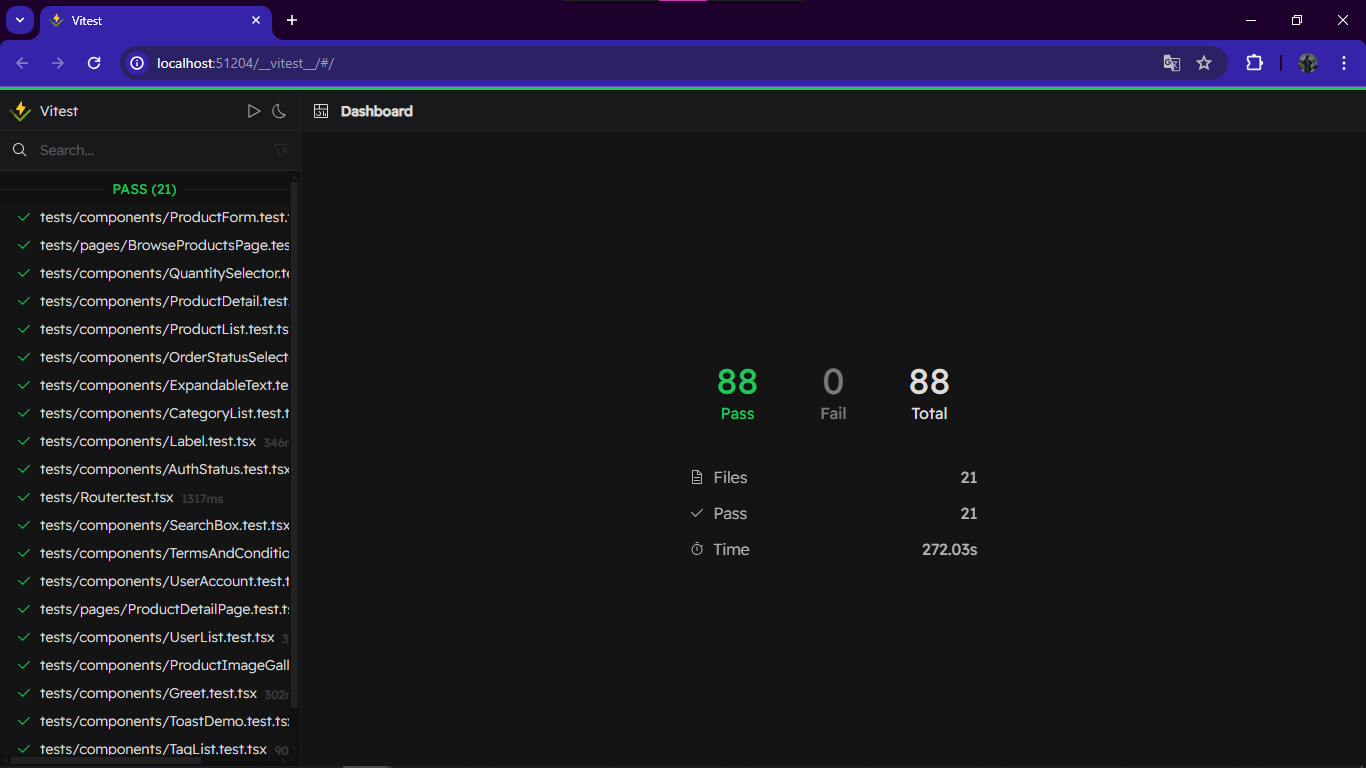 Vitest
localhost:51204/__vitest__/#/
Vitest
Dashboard
Search...
PASS (21)
tests/components/ProductForm.test.
tests/pages/BrowseProductsPage.tes
tests/components/QuantitySelector.te
tests/components/ProductDetail.test.
tests/components/ProductList.test.ts
tests/components/OrderStatusSelect
tests/components/ExpandableText.te
tests/components/CategoryList.test.t
tests/components/Label.test.tsx 346m
tests/components/AuthStatus.test.tsx
tests/Router.test.tsx 1317ms
tests/components/SearchBox.test.tsx
tests/components/TermsAndConditio
tests/components/UserAccount.test.t
tests/pages/ProductDetailPage.test.ts
tests/components/UserList.test.tsx 3
tests/components/ProductImageGall
tests/components/Greet.test.tsx 302m
tests/components/ToastDemo.test.tsx
tests/components/TagList.test.tsx 90
88 0 88
Pass Fail Total
Files 21
Pass 21
Time 272.03s